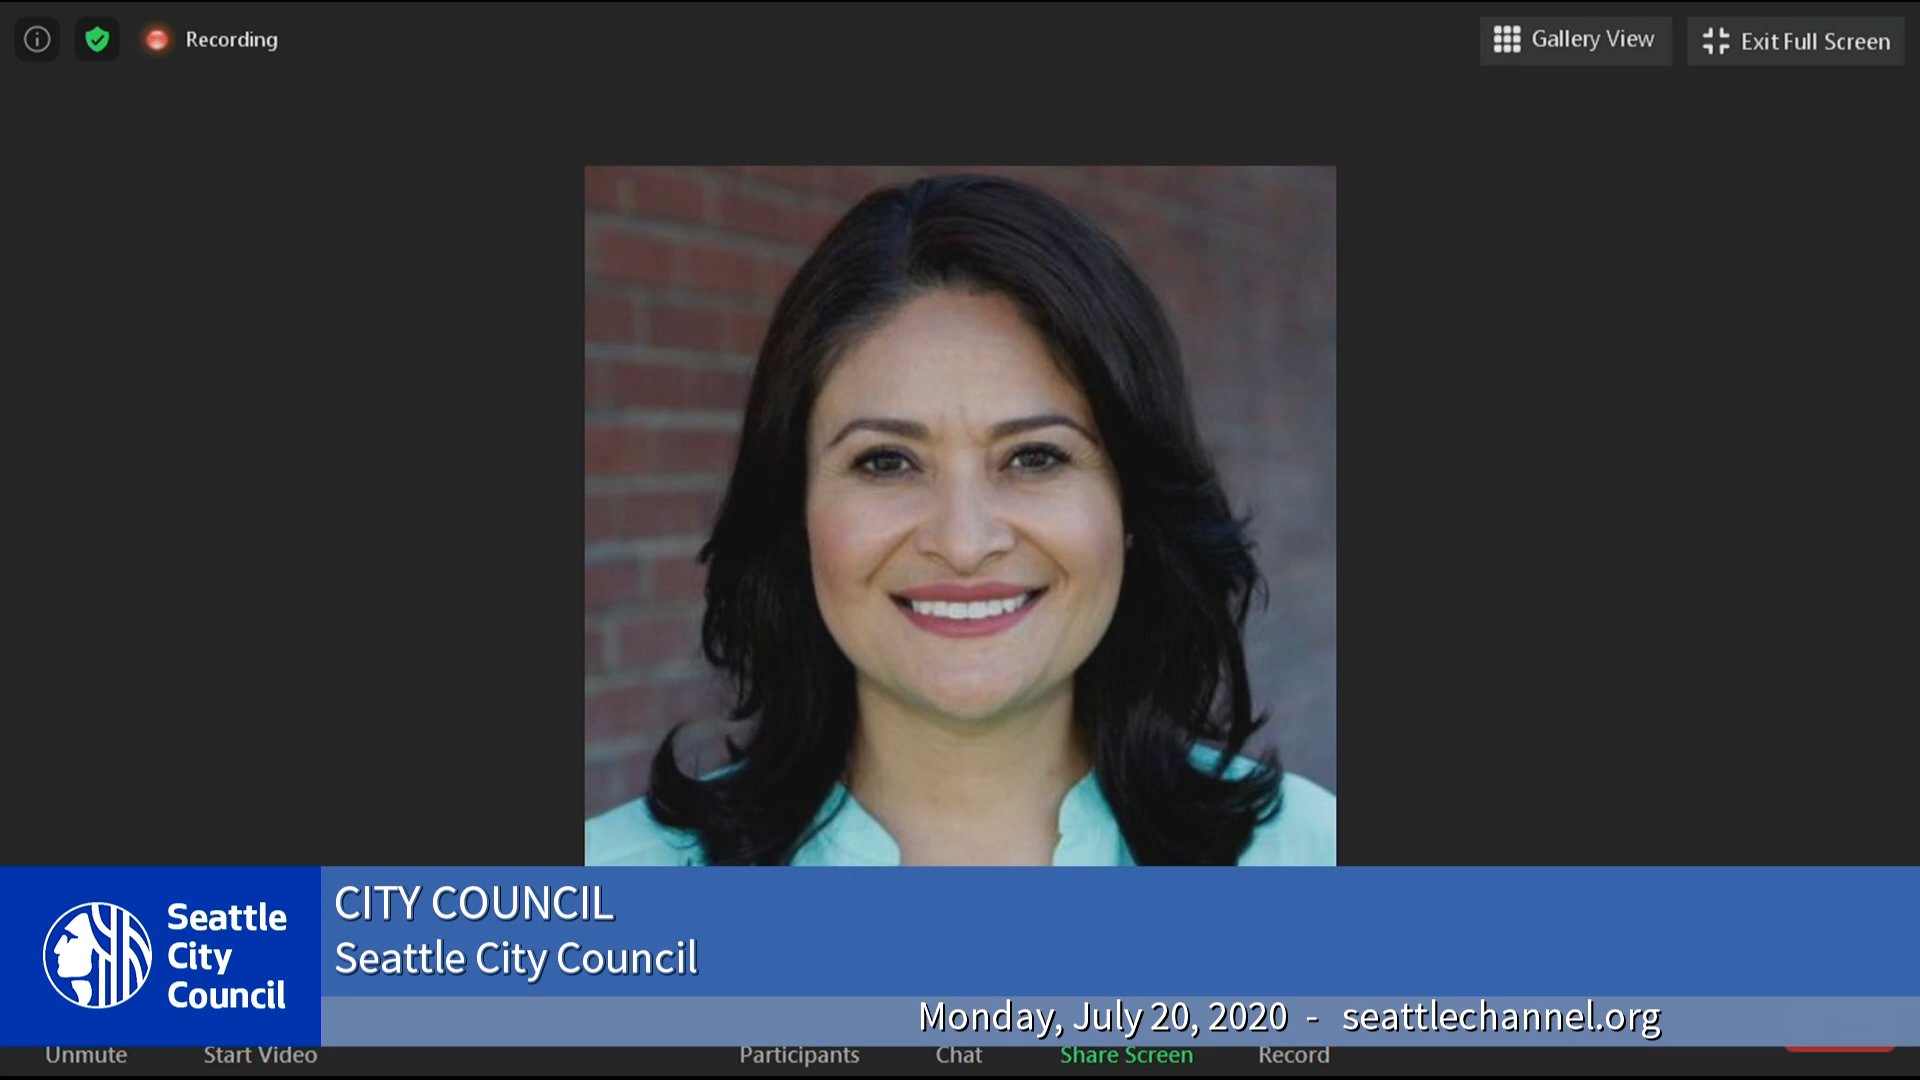 Recording
Gallery View
Exit Full Screen
Seattle
City
Council
CITY COUNCIL
Seattle City Council
Monday, July 20, 2020 - seattlechannel.org
Unmute
Start Video
Participants
Chat
Share Screen
Record